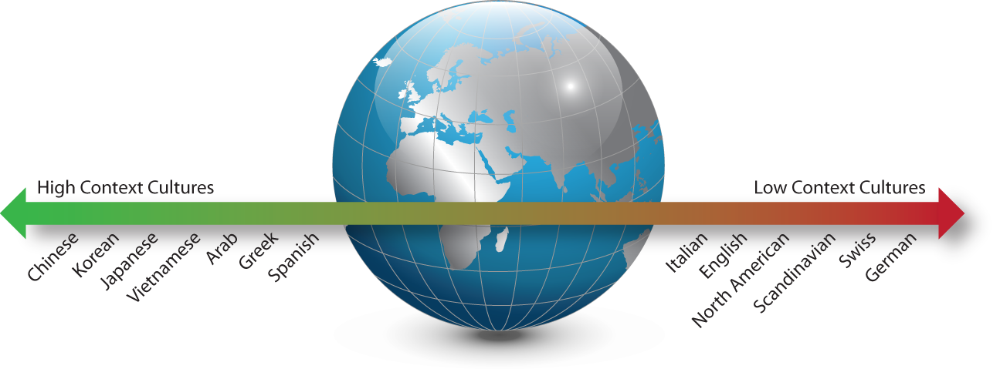 High Context Cultures
Low Context Cultures
Chinese
Korean
Japanese
Vietnamese
Arab
Greek
Spanish
Italian
English
North American
Scandinavian
Swiss
German